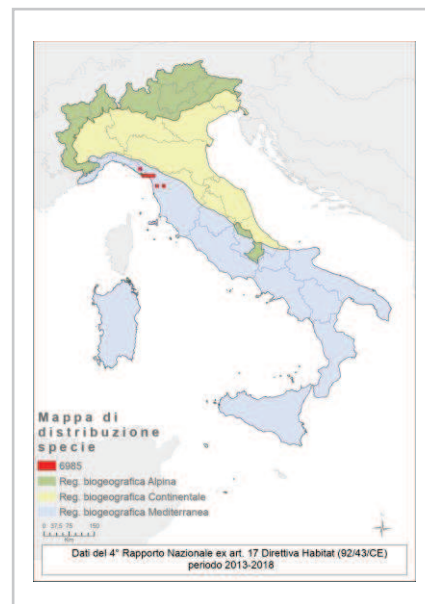 Mappa di
distribuzione
specie
6985
Reg. biogeografica Alpina
Reg. biogeografica Continentale
Reg. biogeografica Mediterranea
0 37,5 75 150
Km
Dati del 4° Rapporto Nazionale ex art. 17 Direttiva Habitat (92/43/CE)
periodo 2013-2018